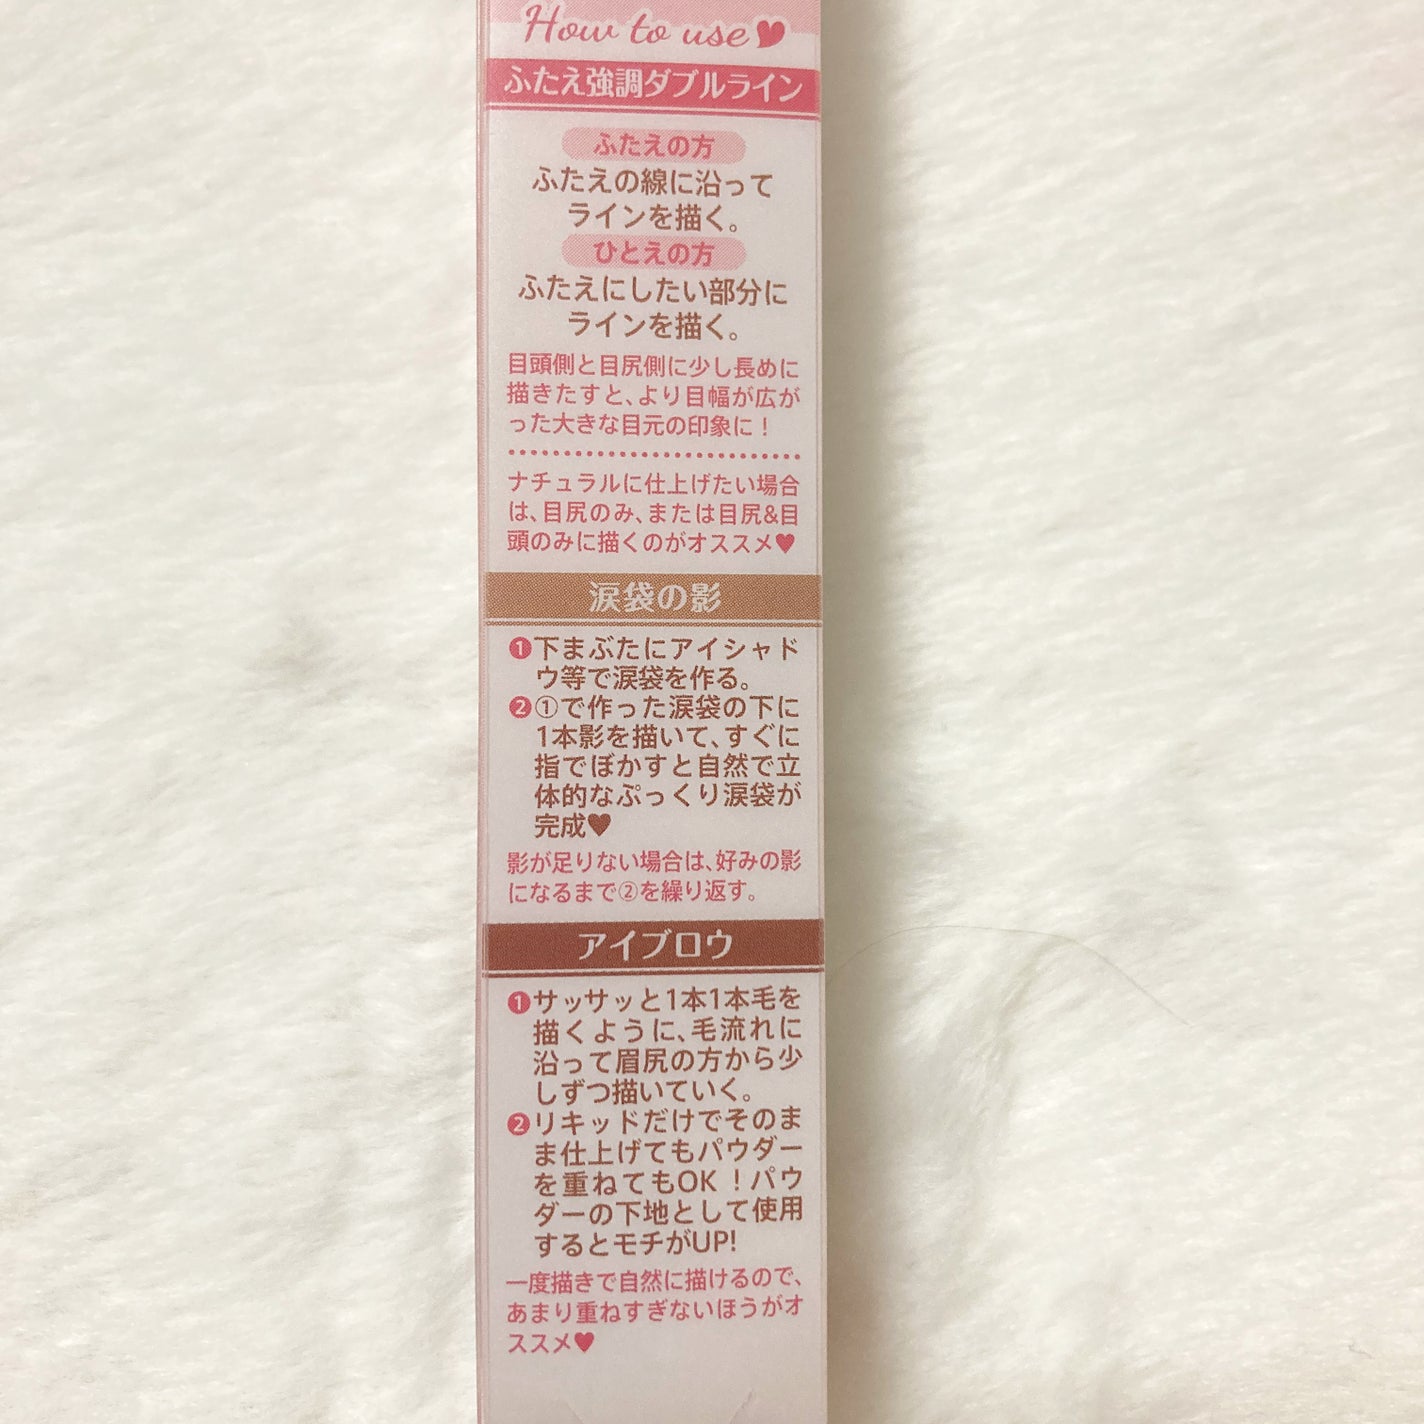 How to use♥
ふたえ強調ダブルライン
ふたえの方
ふたえの線に沿って
ラインを描く。
ひとえの方
ふたえにしたい部分に
ラインを描く。
目頭側と目尻側に少し長めに
描きたすと、より目幅が広が
った大きな目元の印象に！
ナチュラルに仕上げたい場合
は、目尻のみ、または目尻&目
頭のみに描くのがオススメ♥
涙袋の影
❶下まぶたにアイシャド
ウ等で涙袋を作る。
❷①で作った涙袋の下に
1本影を描いて、すぐに
指でぼかすと自然で立
体的なぷっくり涙袋が
完成♥
影が足りない場合は、好みの影
になるまで②を繰り返す。
アイブロウ
❶サッサッと1本1本毛を
描くように、毛流れに
沿って眉尻の方から少
しずつ描いていく。
❷リキッドだけでそのま
ま仕上げてもパウダー
を重ねてもOK！パウ
ダーの下地として使用
するとモチがUP!
一度描きで自然に描けるので、
あまり重ねすぎないほうがオ
ススメ♥